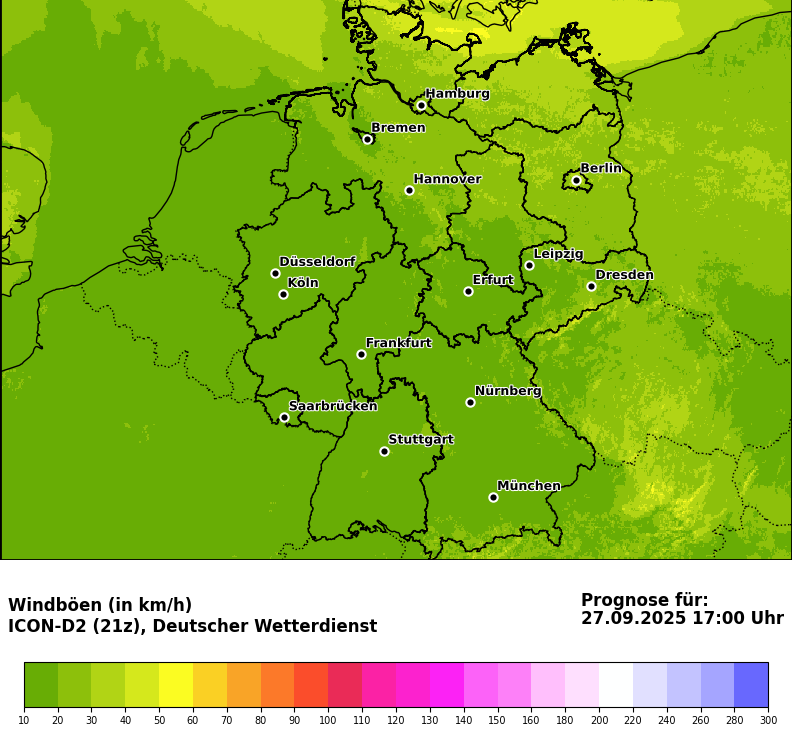 Hamburg
Bremen
Berlin
Hannover
Leipzig
Düsseldorf
Dresden
Köln
Erfurt
Frankfurt
Nürnberg
Saarbrücken
Stuttgart
München
Windböen (in km/h)
ICON-D2 (21z), Deutscher Wetterdienst
Prognose für:
27.09.2025 17:00 Uhr
10 20 30 40 50 60 70 80 90 100 110 120 130 140 150 160 180 200 220 240 260 280 300